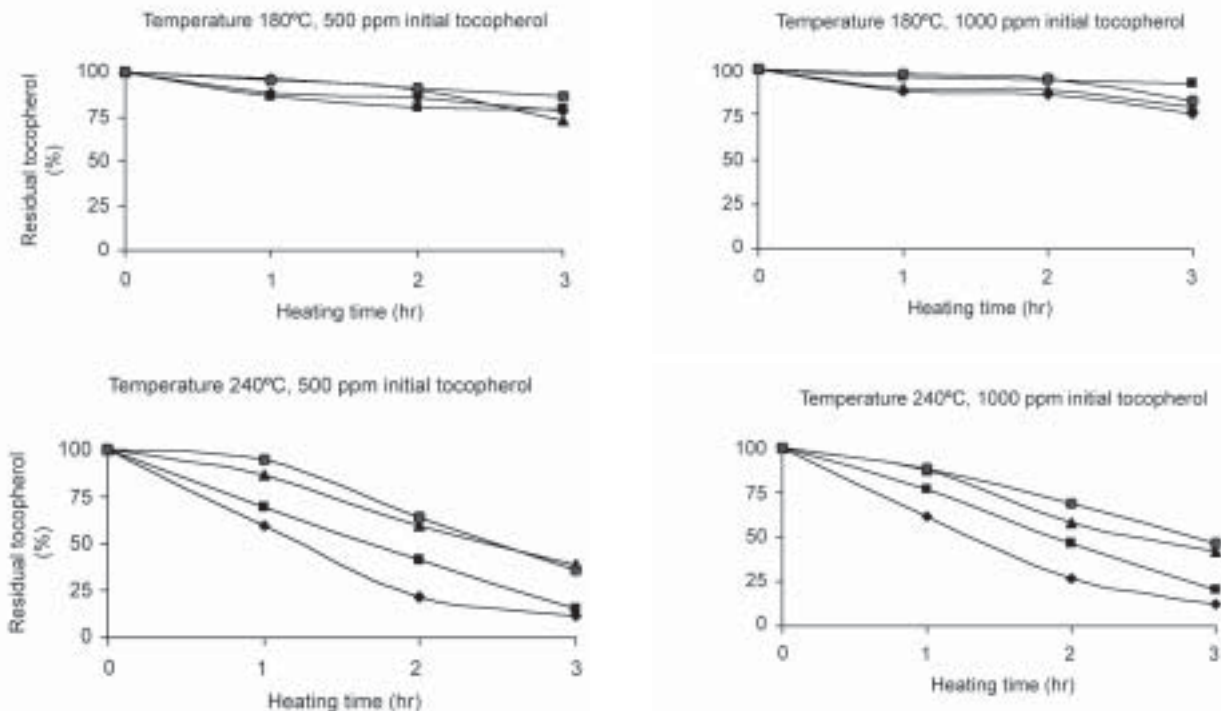 Temperature 180ºC, 500 ppm initial tocopherol
Residual tocopherol
(%)
100
75
50
25
0
0 1 2 3
Heating time (hr)
Temperature 180ºC, 1000 ppm initial tocopherol
100
75
50
25
0
0 1 2 3
Heating time (hr)
Temperature 240ºC, 500 ppm initial tocopherol
Residual tocopherol
(%)
100
75
50
25
0
0 1 2 3
Heating time (hr)
Temperature 240ºC, 1000 ppm initial tocopherol
100
75
50
25
0
0 1 2 3
Heating time (hr)